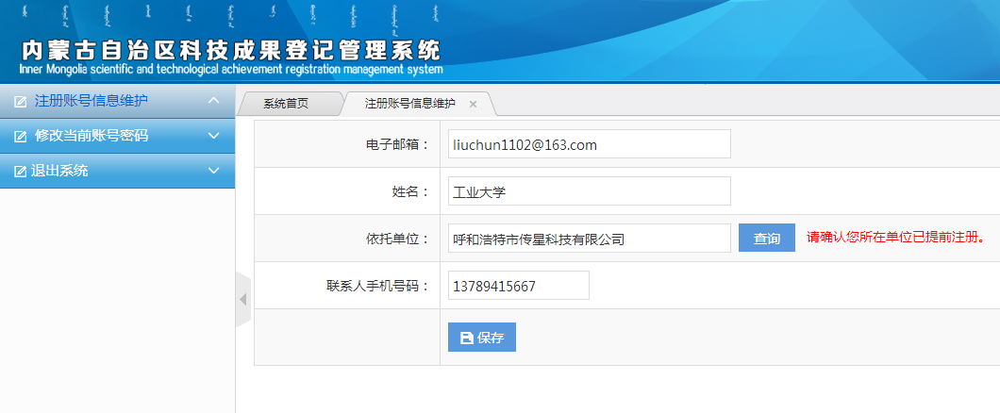 内蒙古自治区科技成果登记管理系统
Inner Mongolia scientific and technological achievement registration management system
注册账号信息维护
修改当前账号密码
退出系统
系统首页 注册账号信息维护 ×
电子邮箱： liuchun1102@163.com
姓名： 工业大学
依托单位： 呼和浩特市传星科技有限公司 查询 请确认您所在单位已提前注册。
联系人手机号码： 13789415667
保存